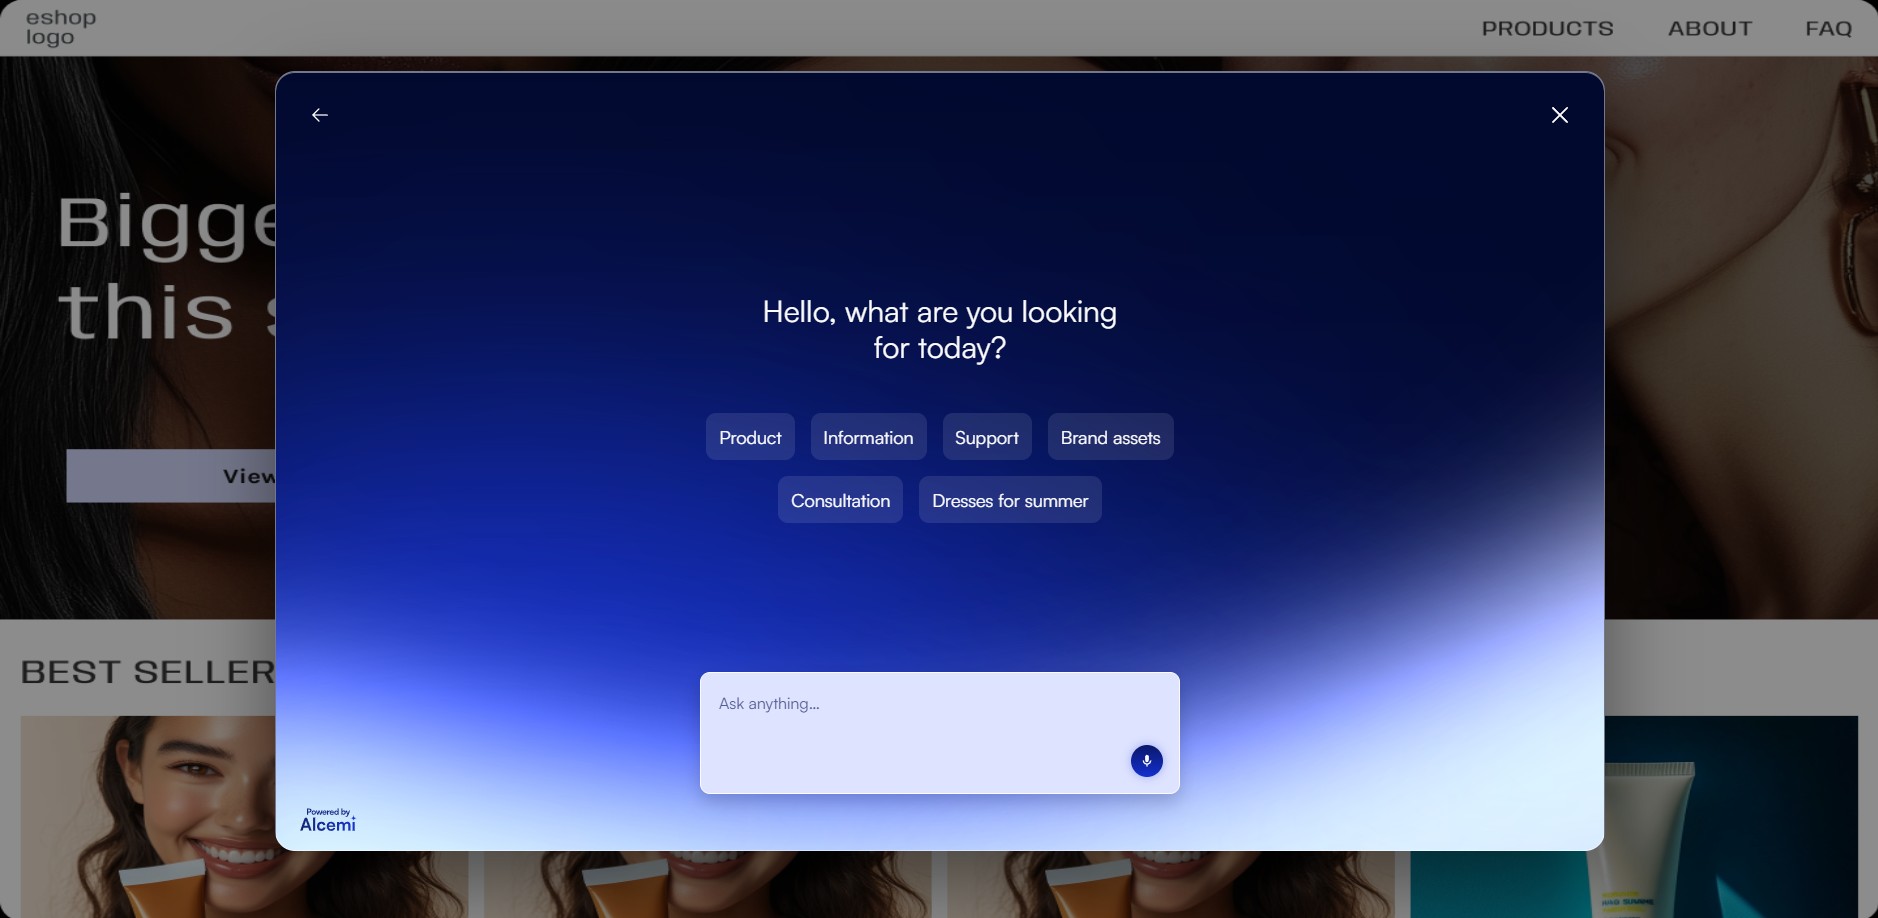 eshop
logo
PRODUCTS
ABOUT
FAQ
Bigge
this
View
BEST SELLER
Hello, what are you looking
for today?
Product
Information
Support
Brand assets
Consultation
Dresses for summer
Ask anything...
Powered by
Alcemi